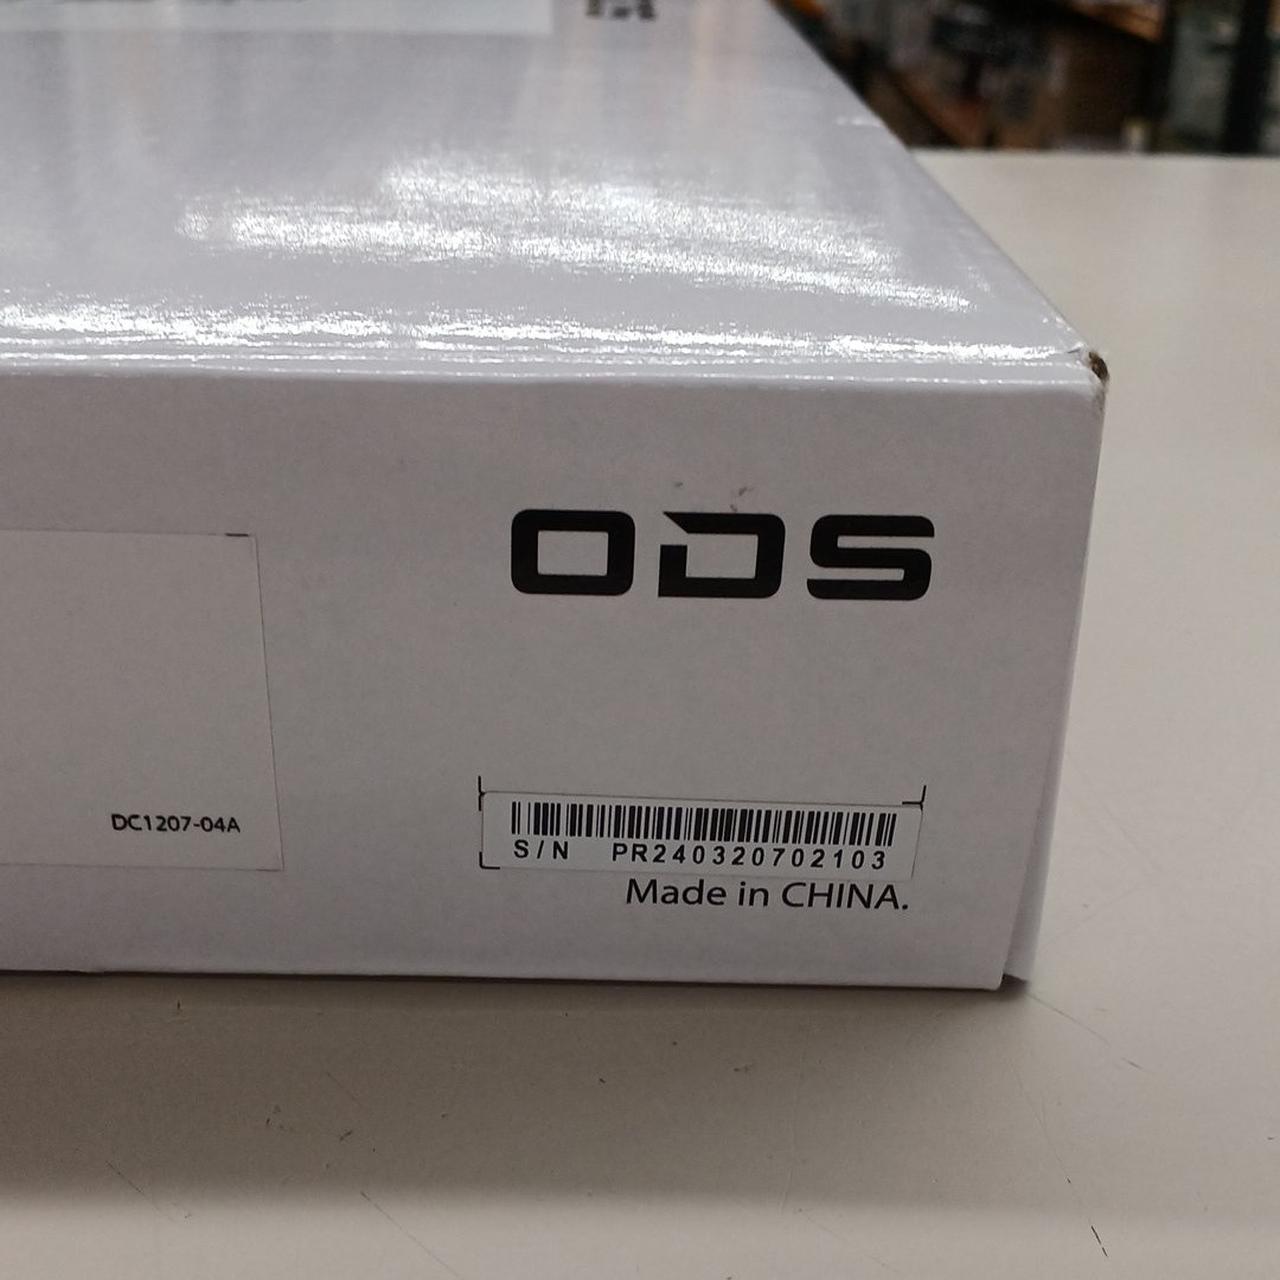 ODS
DC1207-04A
S/N PR240320702103
Made in CHINA.